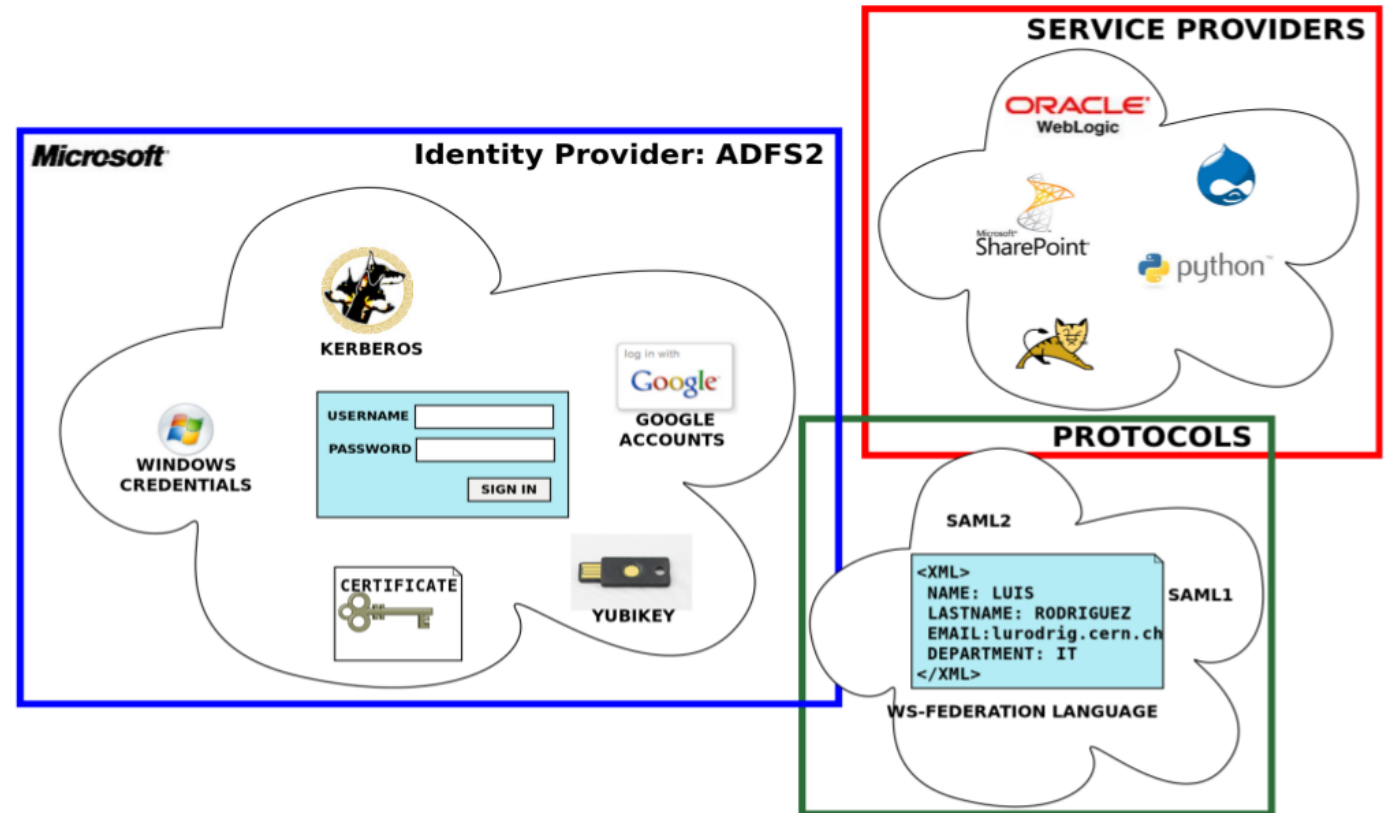 SERVICE PROVIDERS
ORACLE
WebLogic
Microsoft
SharePoint
python
Microsoft
Identity Provider: ADFS2
KERBEROS
log in with
Google
GOOGLE
ACCOUNTS
WINDOWS
CREDENTIALS
USERNAME
PASSWORD
SIGN IN
CERTIFICATE
YUBIKEY
PROTOCOLS
SAML2
SAML1
<XML>
NAME: LUIS
LASTNAME: RODRIGUEZ
EMAIL:lurodrig.cern.ch
DEPARTMENT: IT
</XML>
WS-FEDERATION LANGUAGE